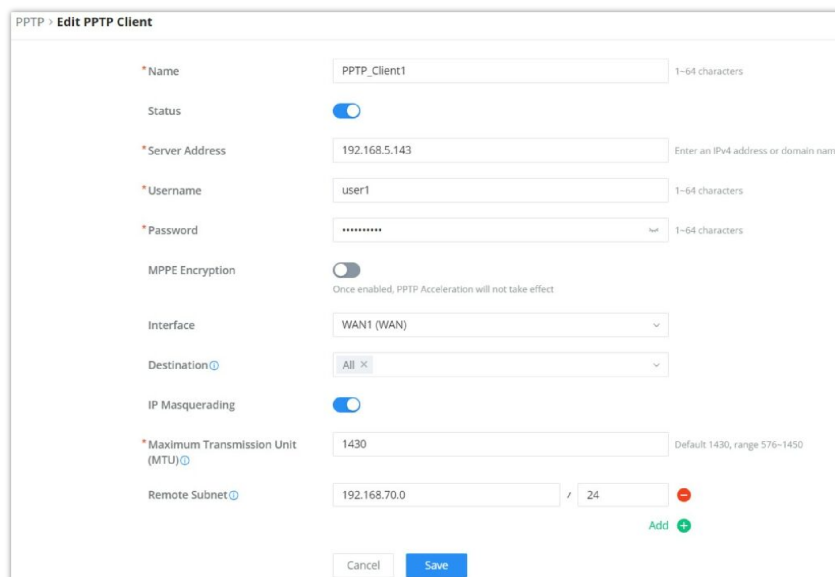 PPTP > Edit PPTP Client
*Name PPTP_Client1 1~64 characters
Status
*Server Address 192.168.5.143 Enter an IPv4 address or domain nam
*Username user1 1~64 characters
*Password •••••••••• 1~64 characters
MPPE Encryption
Once enabled, PPTP Acceleration will not take effect
Interface WAN1 (WAN)
Destination All ×
IP Masquerading
*Maximum Transmission Unit 1430 Default 1430, range 576~1450
(MTU)
Remote Subnet 192.168.70.0 / 24
Add
Cancel Save